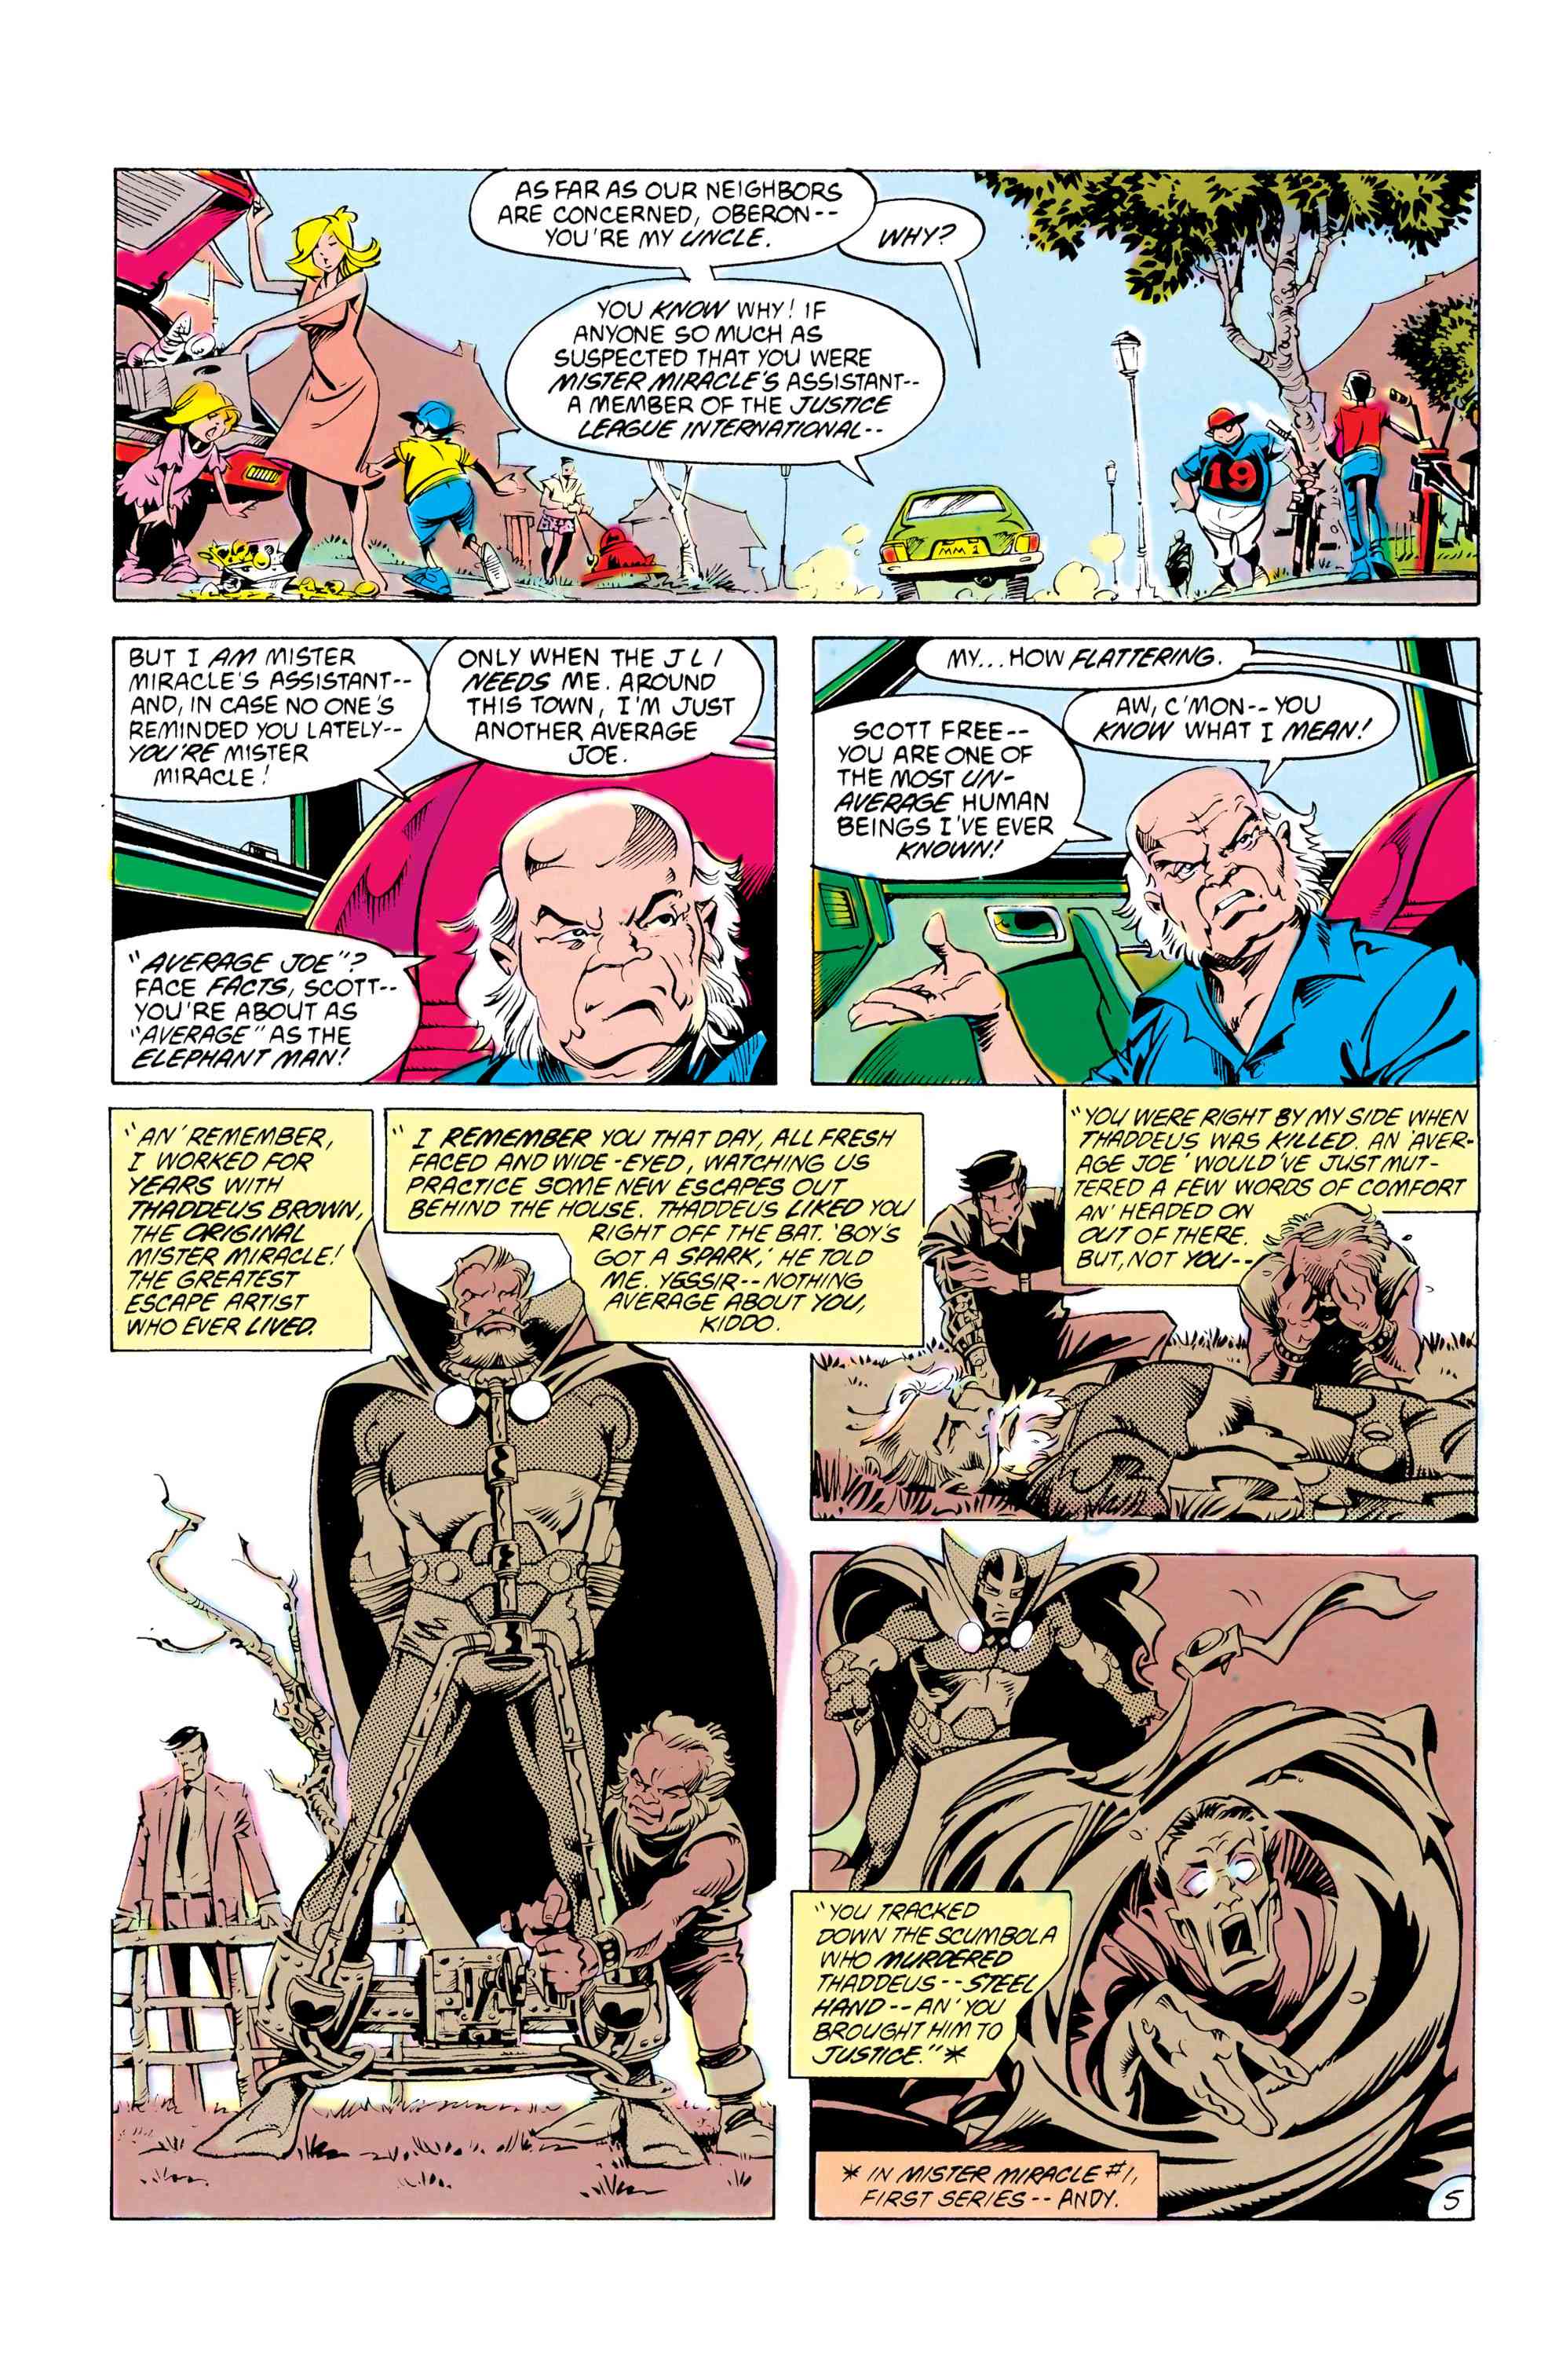 AS FAR AS OUR NEIGHBORS
ARE CONCERNED, OBERON--
YOU'RE MY UNCLE.
WHY?
YOU KNOW WHY! IF
ANYONE SO MUCH AS
SUSPECTED THAT YOU WERE
MISTER MIRACLE'S ASSISTANT--
A MEMBER OF THE JUSTICE
LEAGUE INTERNATIONAL--
MM 1
19
BUT I AM MISTER
MIRACLE'S ASSISTANT--
AND, IN CASE NO ONE'S
REMINDED YOU LATELY--
YOU'RE MISTER
MIRACLE!
ONLY WHEN THE JLI
NEEDS ME. AROUND
THIS TOWN, I'M JUST
ANOTHER AVERAGE
JOE.
"AVERAGE JOE"?
FACE FACTS, SCOTT--
YOU'RE ABOUT AS
"AVERAGE" AS THE
ELEPHANT MAN!
MY...HOW FLATTERING.
AW, C'MON--YOU
KNOW WHAT I MEAN!
SCOTT FREE--
YOU ARE ONE OF
THE MOST UN-
AVERAGE HUMAN
BEINGS I'VE EVER
KNOWN!
"AN' REMEMBER,
I WORKED FOR
YEARS WITH
THADDEUS BROWN,
THE ORIGINAL
MISTER MIRACLE!
THE GREATEST
ESCAPE ARTIST
WHO EVER LIVED.
"I REMEMBER YOU THAT DAY, ALL FRESH
FACED AND WIDE-EYED, WATCHING US
PRACTICE SOME NEW ESCAPES OUT
BEHIND THE HOUSE. THADDEUS LIKED YOU
RIGHT OFF THE BAT. 'BOY'S
GOT A SPARK,' HE TOLD
ME. YESSIR--NOTHING
AVERAGE ABOUT YOU,
KIDDO.
"YOU WERE RIGHT BY MY SIDE WHEN
THADDEUS WAS KILLED. AN 'AVER-
AGE JOE' WOULD'VE JUST MUT-
TERED A FEW WORDS OF COMFORT
AN' HEADED ON
OUT OF THERE.
BUT, NOT YOU--
"YOU TRACKED
DOWN THE SCUMBOLA
WHO MURDERED
THADDEUS--STEEL
HAND--AN' YOU
BROUGHT HIM TO
JUSTICE."*
* IN MISTER MIRACLE #1,
FIRST SERIES--ANDY.
5